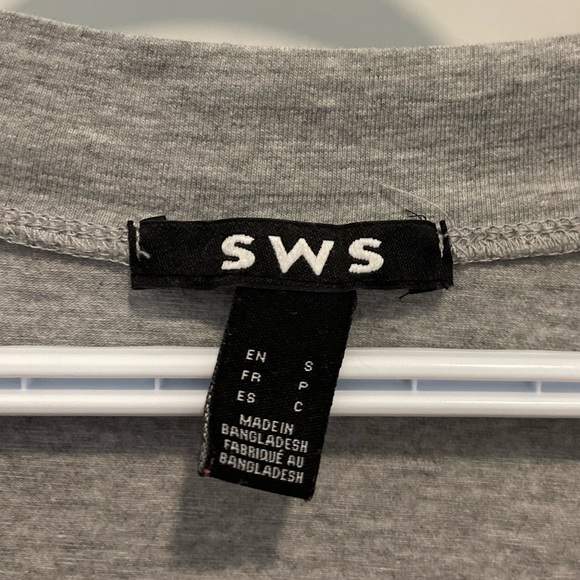 SWS
EN S
FR P
ES C
MADE IN
BANGLADESH
FABRIQUÉ AU
BANGLADESH